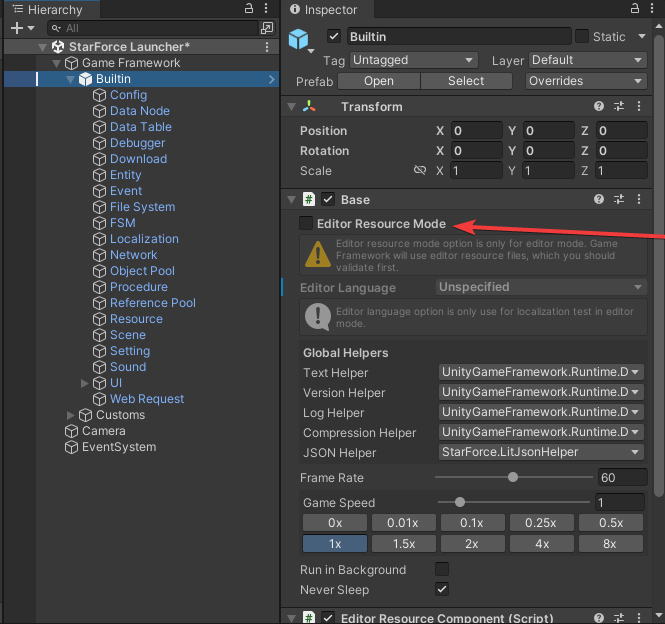 Hierarchy
All
StarForce Launcher*
Game Framework
Builtin
Config
Data Node
Data Table
Debugger
Download
Entity
Event
File System
FSM
Localization
Network
Object Pool
Procedure
Reference Pool
Resource
Scene
Setting
Sound
UI
Web Request
Customs
Camera
EventSystem
Inspector
Builtin Static
Tag Untagged Layer Default
Prefab Open Select Overrides
Transform
Position X 0 Y 0 Z 0
Rotation X 0 Y 0 Z 0
Scale X 1 Y 1 Z 1
# Base
Editor Resource Mode
Editor resource mode option is only for editor mode. Game
Framework will use editor resource files, which you should
validate first.
Editor Language Unspecified
Editor language option is only use for localization test in editor
mode.
Global Helpers
Text Helper UnityGameFramework.Runtime.D
Version Helper UnityGameFramework.Runtime.D
Log Helper UnityGameFramework.Runtime.D
Compression Helper UnityGameFramework.Runtime.D
JSON Helper StarForce.LitJsonHelper
Frame Rate 60
Game Speed 1
0x 0.01x 0.1x 0.25x 0.5x
1x 1.5x 2x 4x 8x
Run in Background
Never Sleep
# Editor Resource Component (Script)